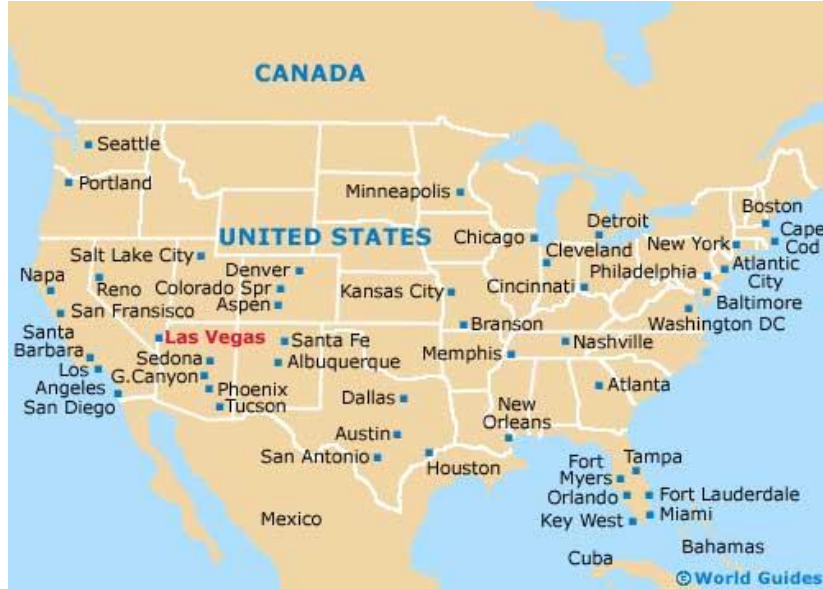 CANADA
Seattle
Portland
Minneapolis
Boston
Detroit
Cape
Cod
UNITED STATES
Chicago
New York
Salt Lake City
Cleveland
Denver
Philadelphia
Atlantic
City
Napa
Reno
Colorado Spr
Kansas City
Cincinnati
Aspen
Baltimore
San Fransisco
Branson
Washington DC
Santa
Barbara
Las Vegas
Santa Fe
Nashville
Sedona
Albuquerque
Memphis
Los
Angeles
G.Canyon
Phoenix
Atlanta
San Diego
Tucson
Dallas
New
Orleans
Austin
San Antonio
Houston
Fort
Myers
Tampa
Orlando
Fort Lauderdale
Key West
Miami
Mexico
Cuba
Bahamas
© World Guides